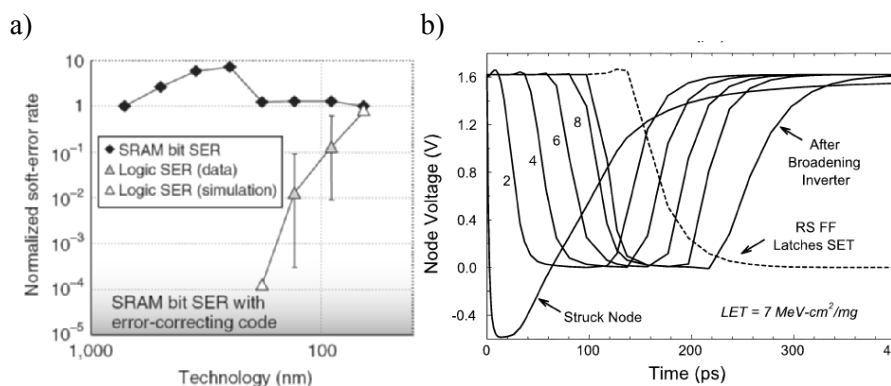 a)
Normalized soft-error rate
10
1
10⁻¹
10⁻²
10⁻³
10⁻⁴
10⁻⁵
SRAM bit SER
Logic SER (data)
Logic SER (simulation)
SRAM bit SER with
error-correcting code
1,000
100
Technology (nm)
b)
Node Voltage (V)
1.6
1.2
0.8
0.4
0.0
-0.4
2
4
6
8
After
Broadening
Inverter
RS FF
Latches SET
Struck Node
LET = 7 MeV-cm²/mg
0
100
200
300
400
Time (ps)